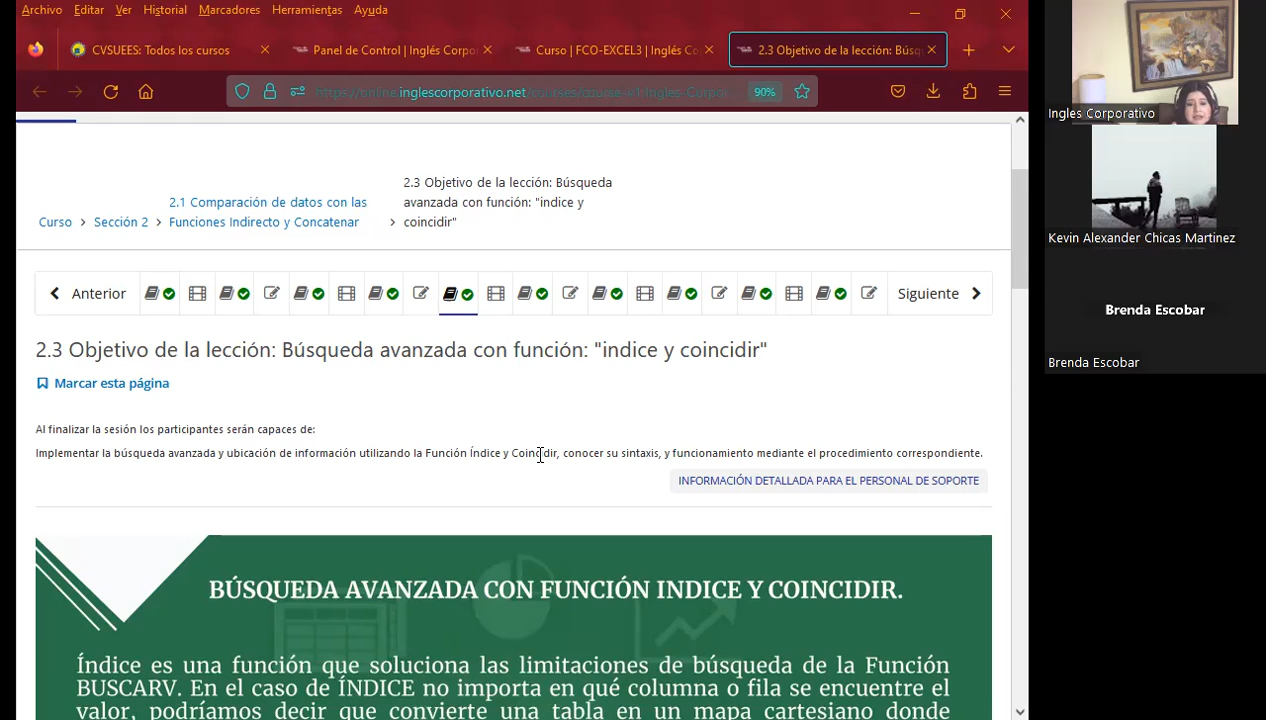 Archivo Editar Ver Historial Marcadores Herramientas Ayuda
CVSUEES: Todos los cursos
Panel de Control | Inglés Corpo
Curso | FCO-EXCEL3 | Inglés Co
2.3 Objetivo de la lección: Búsq
https://online.inglescorporativo.net/courses/course-v1:Ingles-Corpo
90%
2.3 Objetivo de la lección: Búsqueda
2.1 Comparación de datos con las
avanzada con función: "indice y
Curso > Sección 2 > Funciones Indirecto y Concatenar > coincidir"
Anterior
Siguiente
2.3 Objetivo de la lección: Búsqueda avanzada con función: "indice y coincidir"
Marcar esta página
Al finalizar la sesión los participantes serán capaces de:
Implementar la búsqueda avanzada y ubicación de información utilizando la Función Índice y Coincidir, conocer su sintaxis, y funcionamiento mediante el procedimiento correspondiente.
INFORMACIÓN DETALLADA PARA EL PERSONAL DE SOPORTE
BÚSQUEDA AVANZADA CON FUNCIÓN INDICE Y COINCIDIR.
Índice es una función que soluciona las limitaciones de búsqueda de la Función
BUSCARV. En el caso de ÍNDICE no importa en qué columna o fila se encuentre el
valor, podríamos decir que convierte una tabla en un mapa cartesiano donde
Ingles Corporativo
Kevin Alexander Chicas Martinez
Brenda Escobar
Brenda Escobar